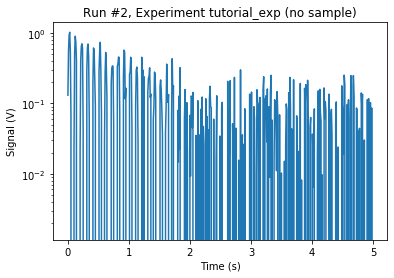 Run #2, Experiment tutorial_exp (no sample)
Signal (V)
10⁰
10⁻¹
10⁻²
0 1 2 3 4 5
Time (s)